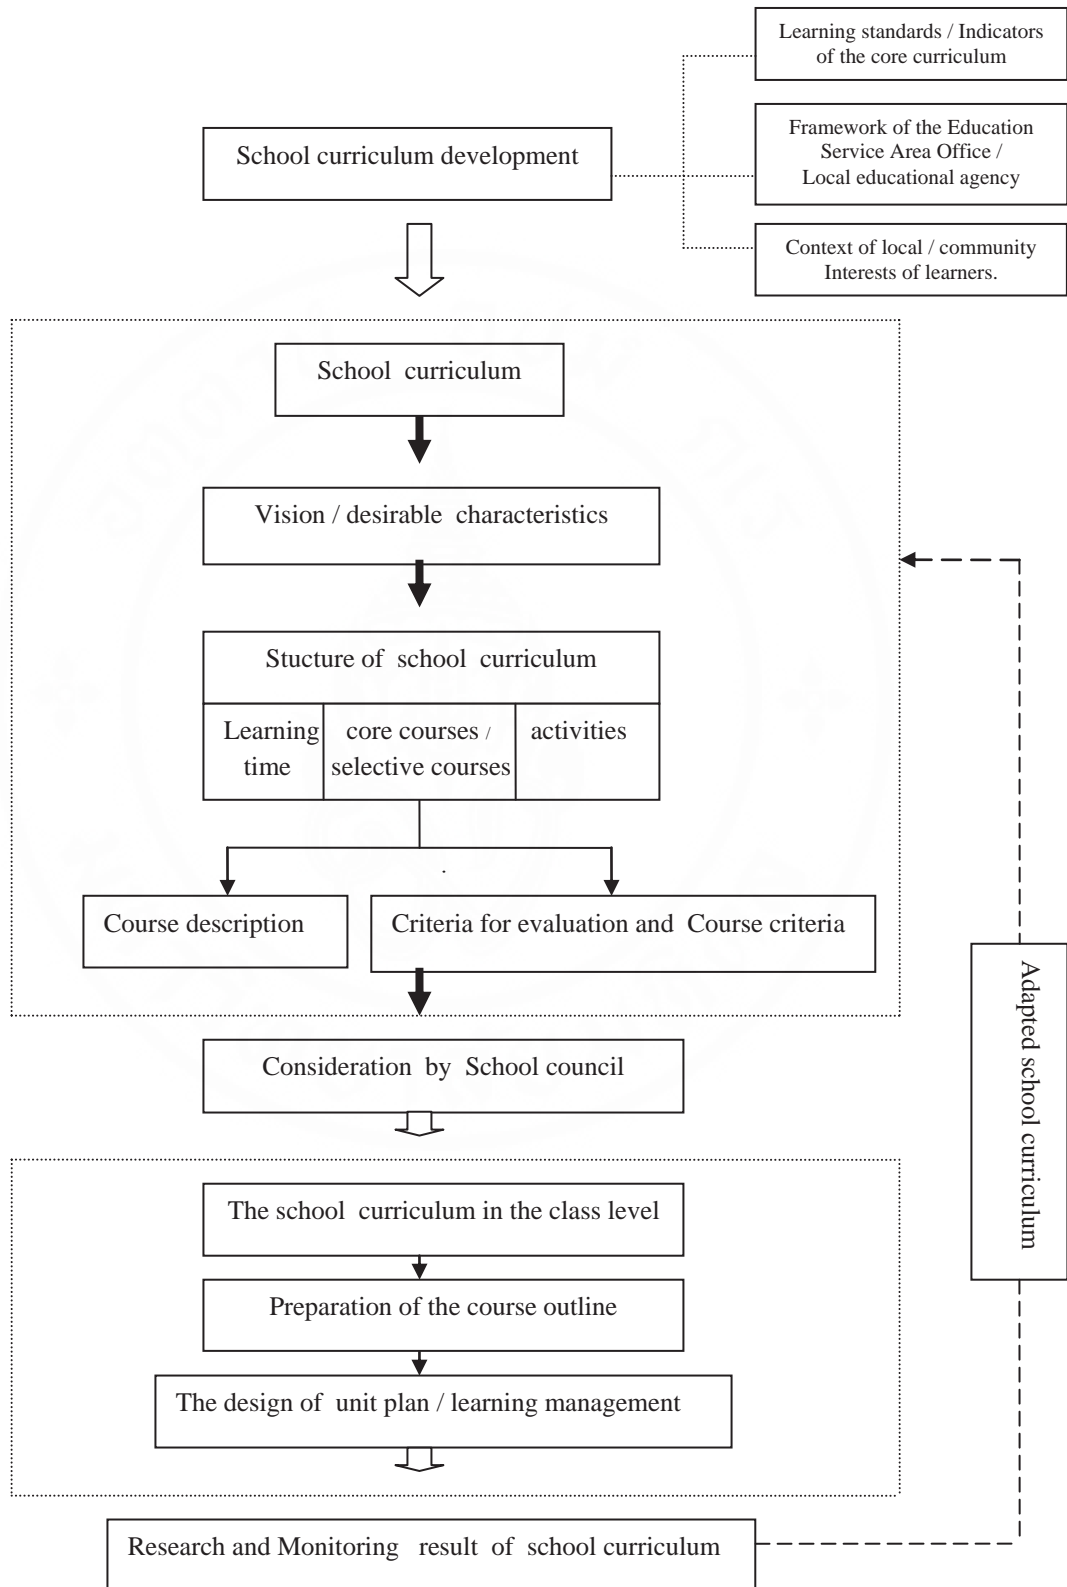 Learning standards / Indicators
of the core curriculum
School curriculum development
Framework of the Education
Service Area Office /
Local educational agency
Context of local / community
Interests of learners.
School curriculum
Vision / desirable characteristics
Stucture of school curriculum
Learning
time
core courses /
selective courses
activities
Course description
Criteria for evaluation and Course criteria
Consideration by School council
Adapted school curriculum
The school curriculum in the class level
Preparation of the course outline
The design of unit plan / learning management
Research and Monitoring result of school curriculum